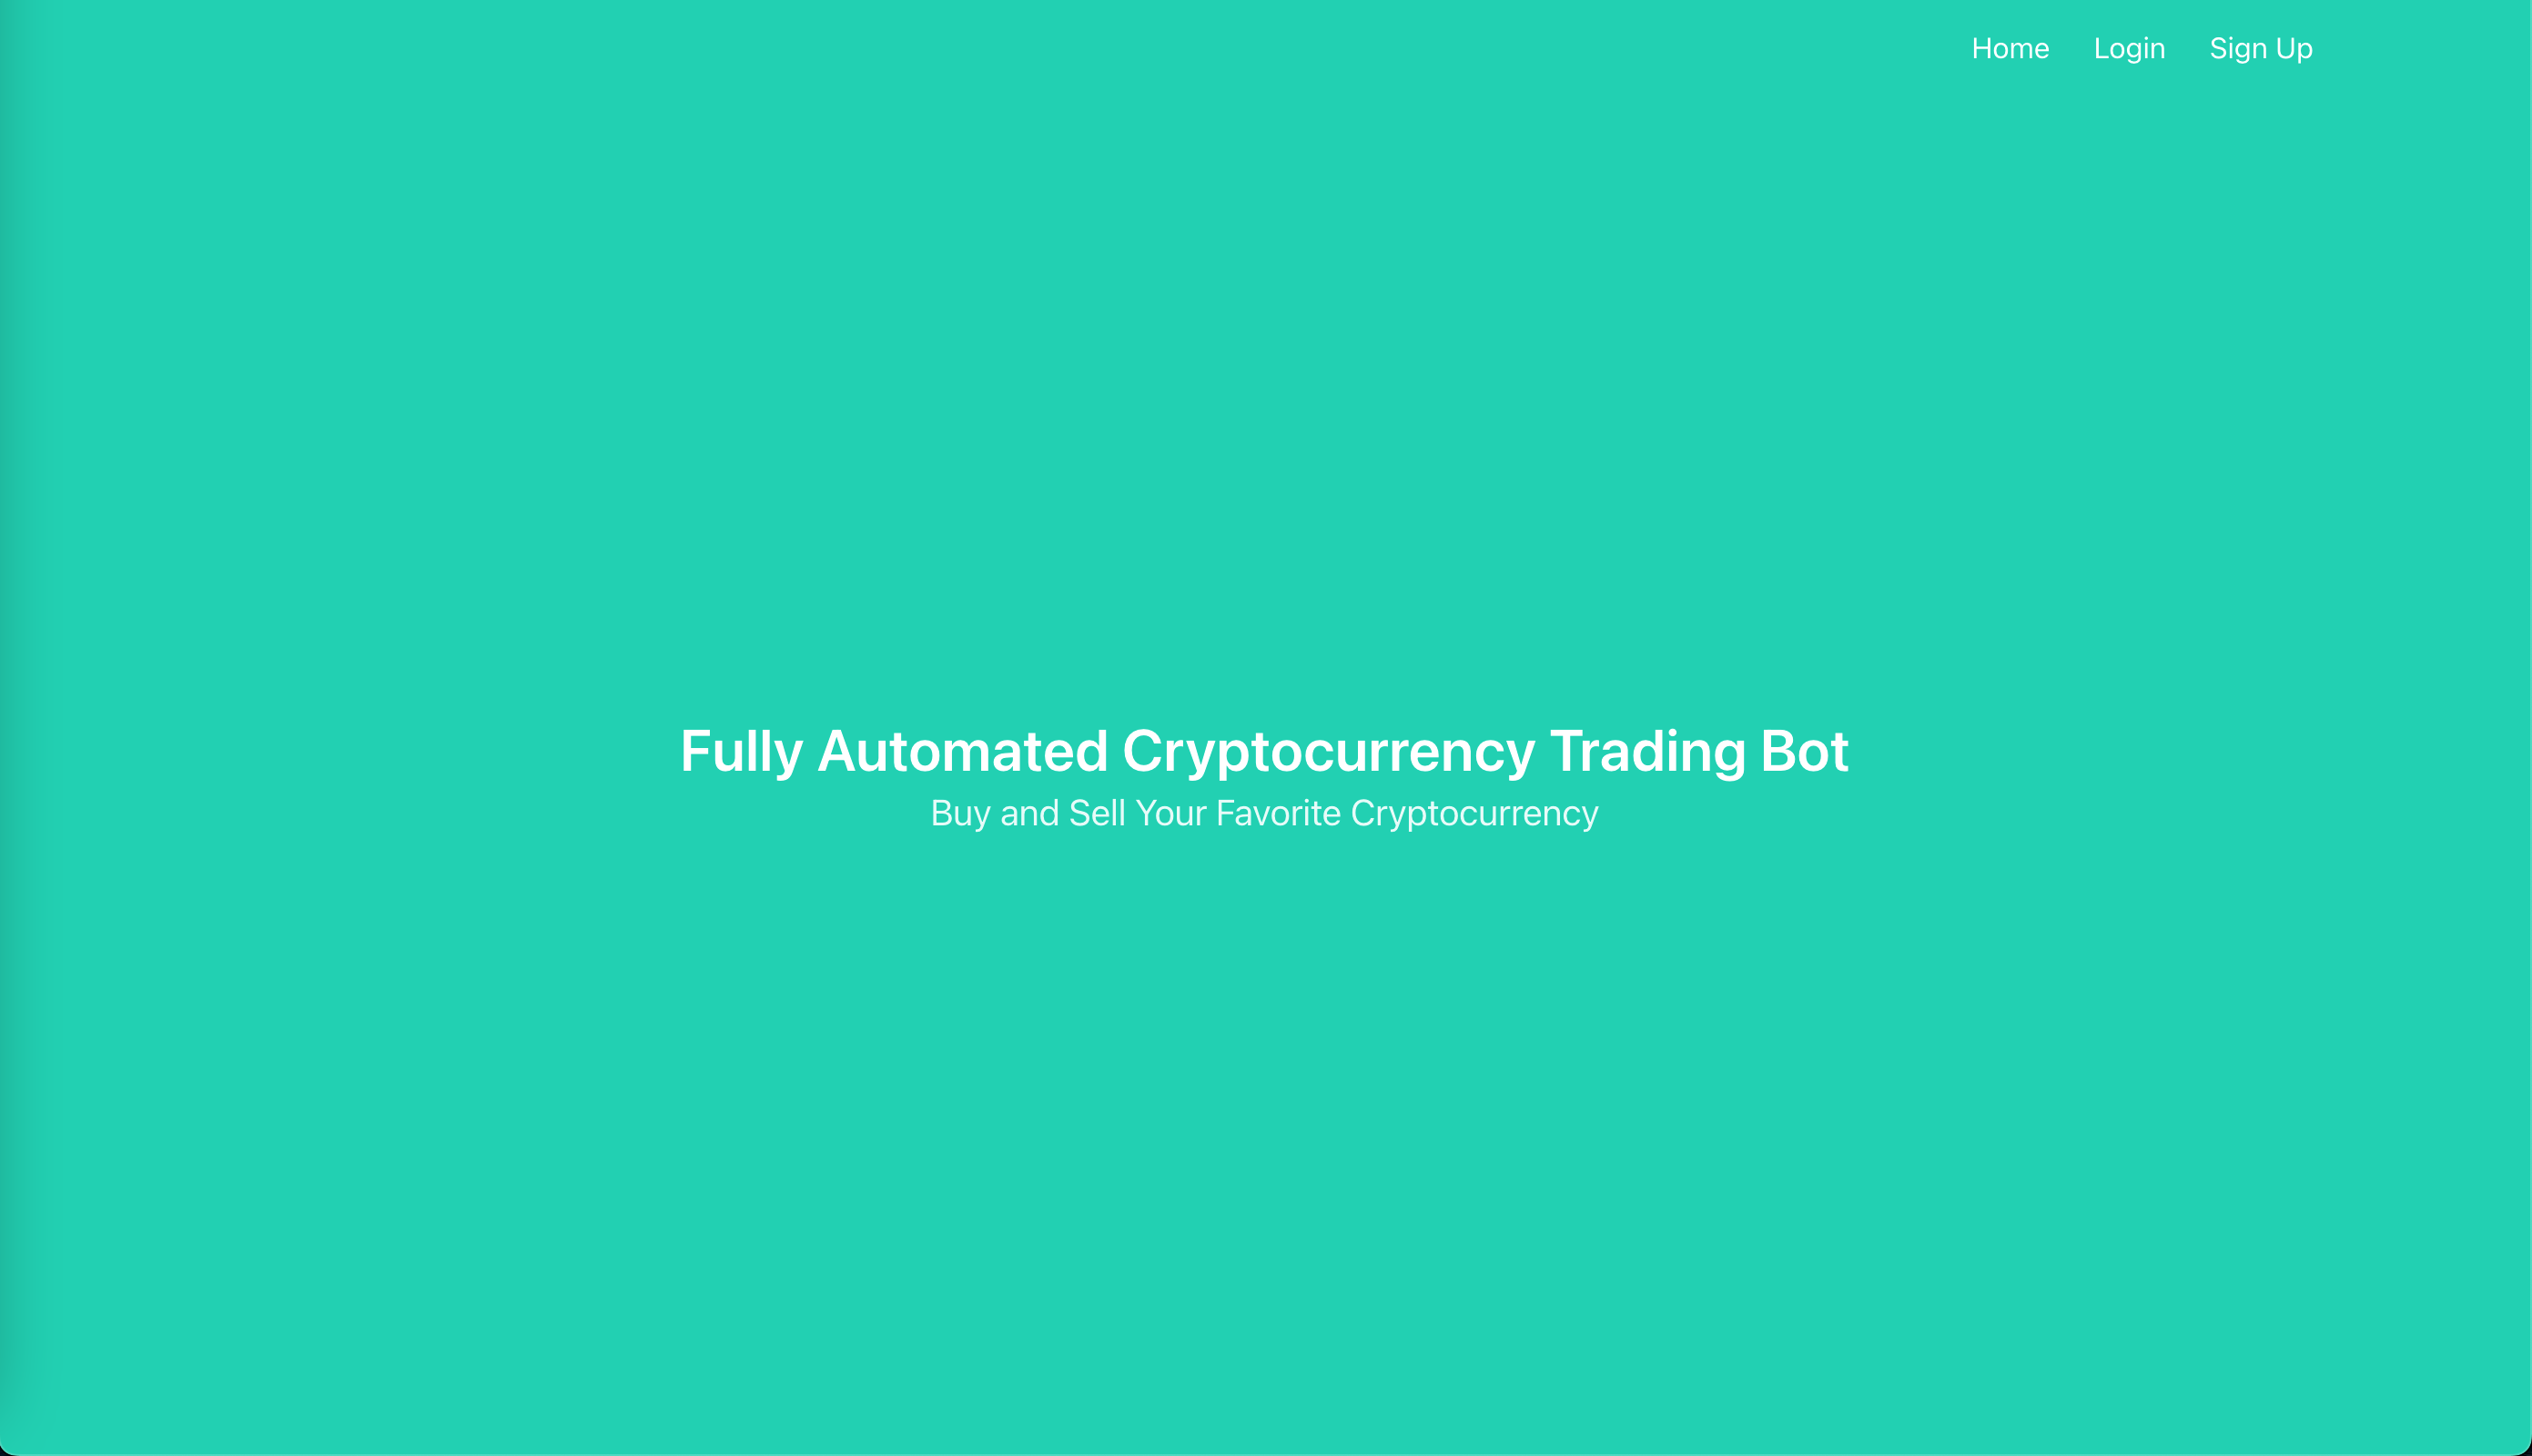 Home Login Sign Up
Fully Automated Cryptocurrency Trading Bot
Buy and Sell Your Favorite Cryptocurrency